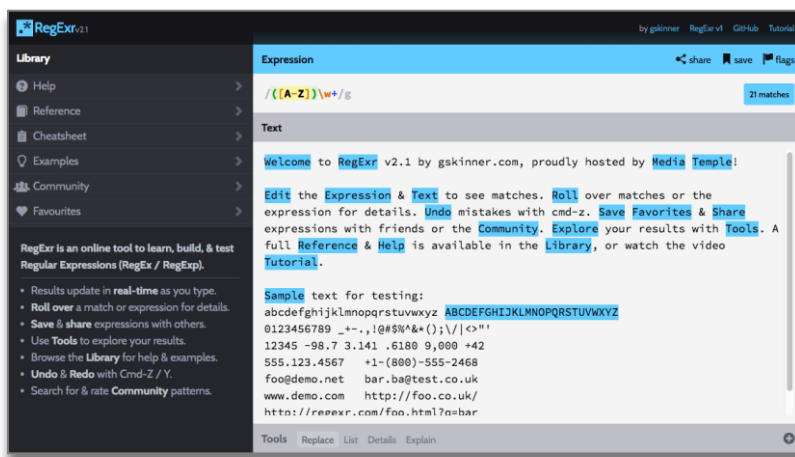 RegExr v2.1
by gskinner RegExr v1 GitHub Tutorial
Library
Help
Reference
Cheatsheet
Examples
Community
Favourites
RegExr is an online tool to learn, build, & test
Regular Expressions (RegEx / RegExp).
• Results update in real-time as you type.
• Roll over a match or expression for details.
• Save & share expressions with others.
• Use Tools to explore your results.
• Browse the Library for help & examples.
• Undo & Redo with Cmd-Z / Y.
• Search for & rate Community patterns.
Expression
share save flags
/([A-Z])\w+/g
21 matches
Text
Welcome to RegExr v2.1 by gskinner.com, proudly hosted by Media Temple!
Edit the Expression & Text to see matches. Roll over matches or the
expression for details. Undo mistakes with cmd-z. Save Favorites & Share
expressions with friends or the Community. Explore your results with Tools. A
full Reference & Help is available in the Library, or watch the video
Tutorial.
Sample text for testing:
abcdefghijklmnopqrstuvwxyz ABCDEFGHIJKLMNOPQRSTUVWXYZ
0123456789 _+-.,!@#$%^&*();\/|<>"'
12345 -98.7 3.141 .6180 9,000 +42
555.123.4567 +1-(800)-555-2468
foo@demo.net bar.ba@test.co.uk
www.demo.com http://foo.co.uk/
http://regexr.com/foo.html?q=bar
Tools Replace List Details Explain